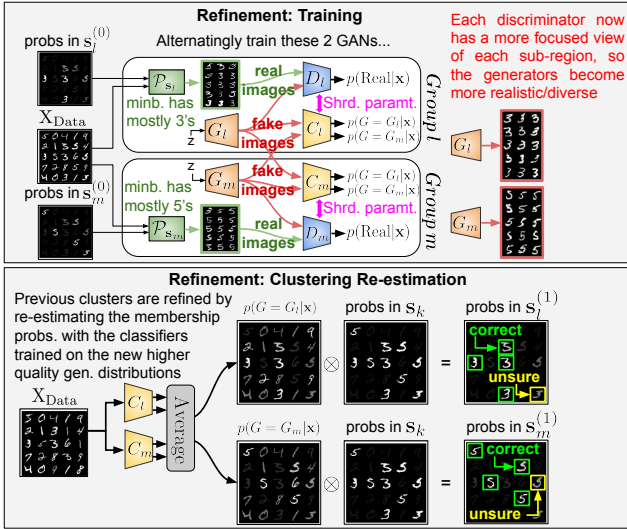 Refinement: Training
probs in s_l^(0)
Alternatingly train these 2 GANs...
Each discriminator now
has a more focused view
of each sub-region, so
the generators become
more realistic/diverse
P_{s_l}
real
images
D_l
p(Real|x)
Shrd. paramt.
Group l
X_Data
minb. has
mostly 3's
z
G_l
fake
images
C_l
p(G = G_l|x)
p(G = G_m|x)
G_l
probs in s_m^(0)
z
G_m
fake
images
C_m
p(G = G_l|x)
p(G = G_m|x)
Group m
minb. has
mostly 5's
Shrd. paramt.
P_{s_m}
real
images
D_m
p(Real|x)
G_m
Refinement: Clustering Re-estimation
Previous clusters are refined by
re-estimating the membership
probs. with the classifiers
trained on the new higher
quality gen. distributions
p(G = G_l|x)
probs in s_k
probs in s_l^(1)
⊗
=
correct
unsure
X_Data
C_l
C_m
Average
p(G = G_m|x)
probs in s_k
probs in s_m^(1)
⊗
=
correct
unsure